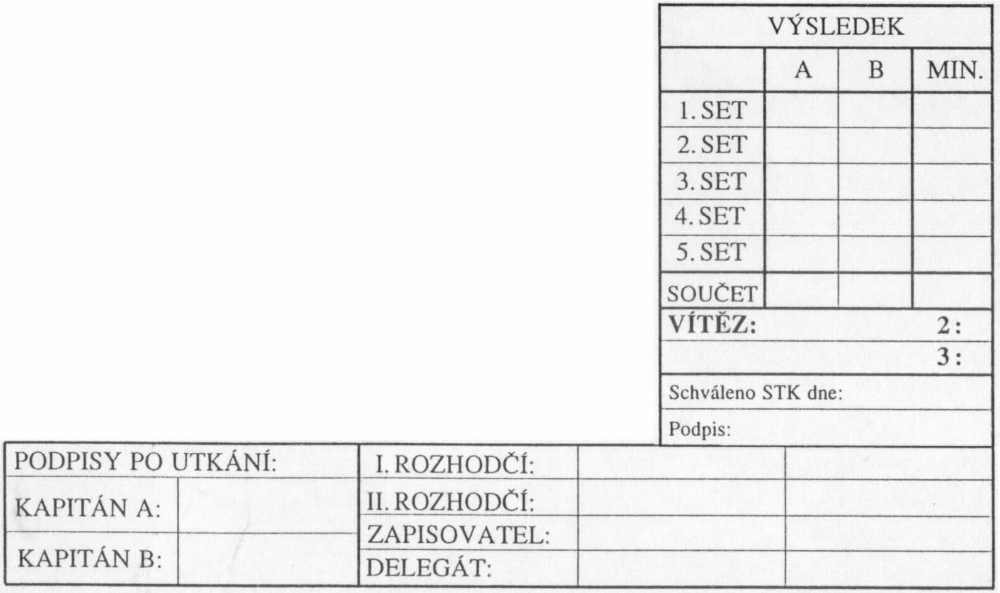 VÝSLEDEK
A B MIN.
1. SET
2. SET
3. SET
4. SET
5. SET
SOUČET
VÍTĚZ: 2:
3:
Schváleno STK dne:
Podpis:
PODPISY PO UTKÁNÍ: I. ROZHODČÍ:
KAPITÁN A: II. ROZHODČÍ:
ZAPISOVATEL:
KAPITÁN B: DELEGÁT: